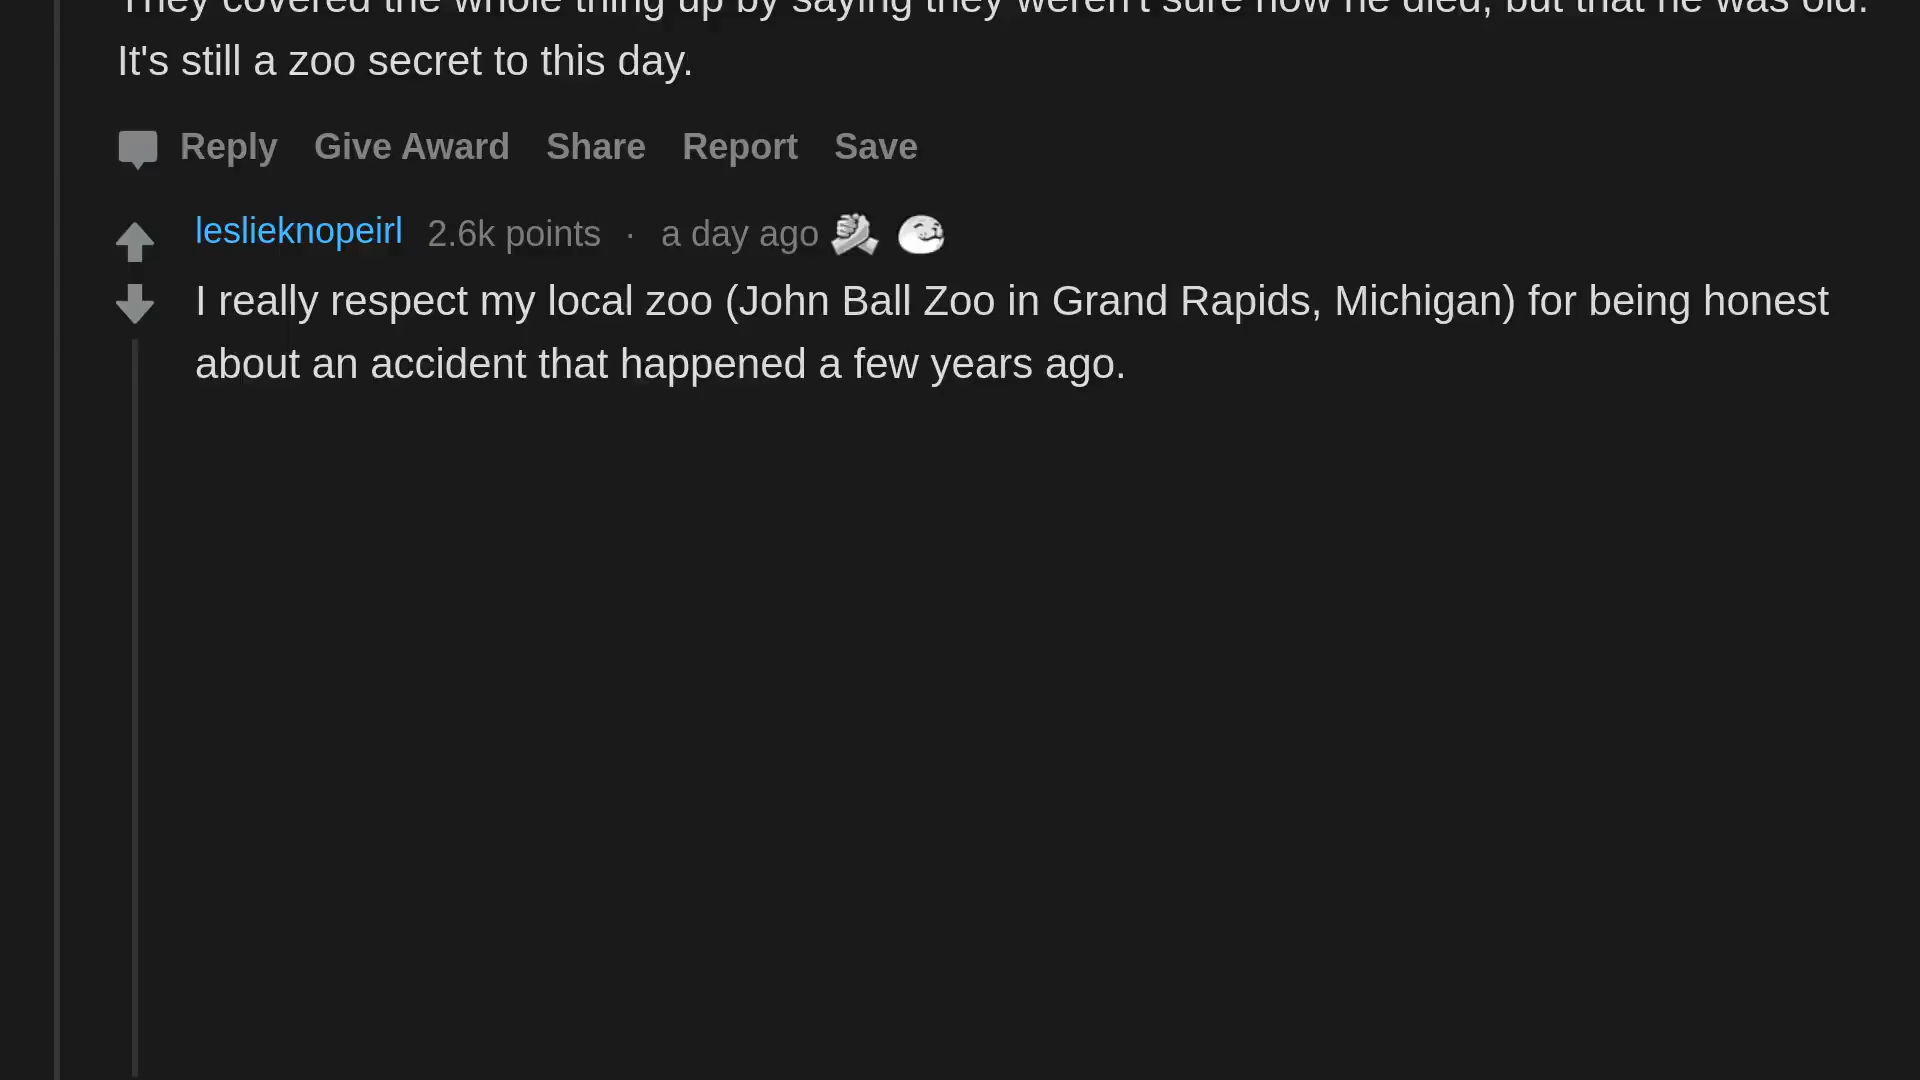 They covered the whole thing up by saying they weren't sure how he died, but that he was old.
It's still a zoo secret to this day.
Reply Give Award Share Report Save
leslieknopeirl 2.6k points · a day ago
I really respect my local zoo (John Ball Zoo in Grand Rapids, Michigan) for being honest
about an accident that happened a few years ago.